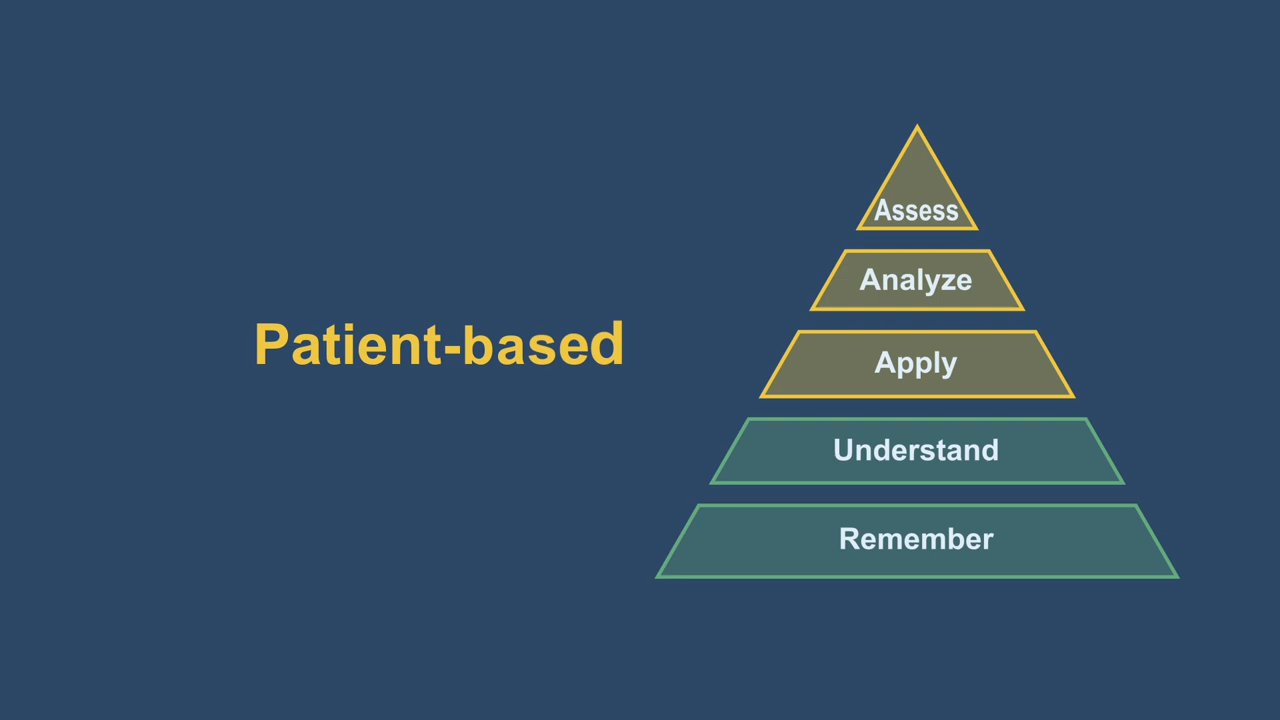 Patient-based
Assess
Analyze
Apply
Understand
Remember